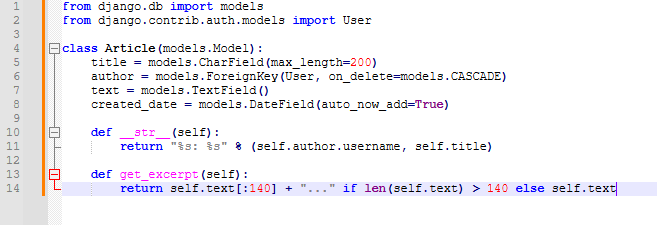 1 from django.db import models
2 from django.contrib.auth.models import User
3
4 class Article(models.Model):
5     title = models.CharField(max_length=200)
6     author = models.ForeignKey(User, on_delete=models.CASCADE)
7     text = models.TextField()
8     created_date = models.DateField(auto_now_add=True)
9
10     def __str__(self):
11         return "%s: %s" % (self.author.username, self.title)
12
13     def get_excerpt(self):
14         return self.text[:140] + "..." if len(self.text) > 140 else self.text